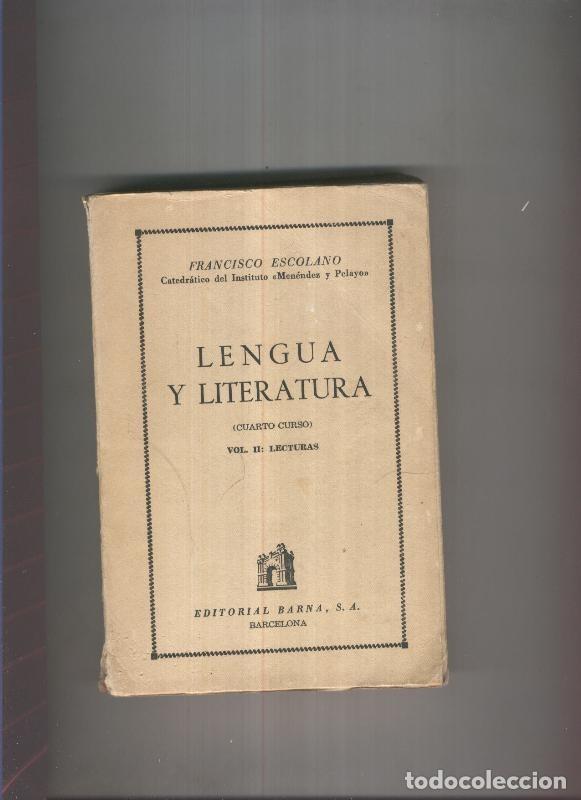 FRANCISCO ESCOLANO
Catedrático del Instituto «Menéndez y Pelayo»
LENGUA
Y LITERATURA
(CUARTO CURSO)
VOL. II: LECTURAS
EDITORIAL BARNA, S. A.
BARCELONA
todocoleccion